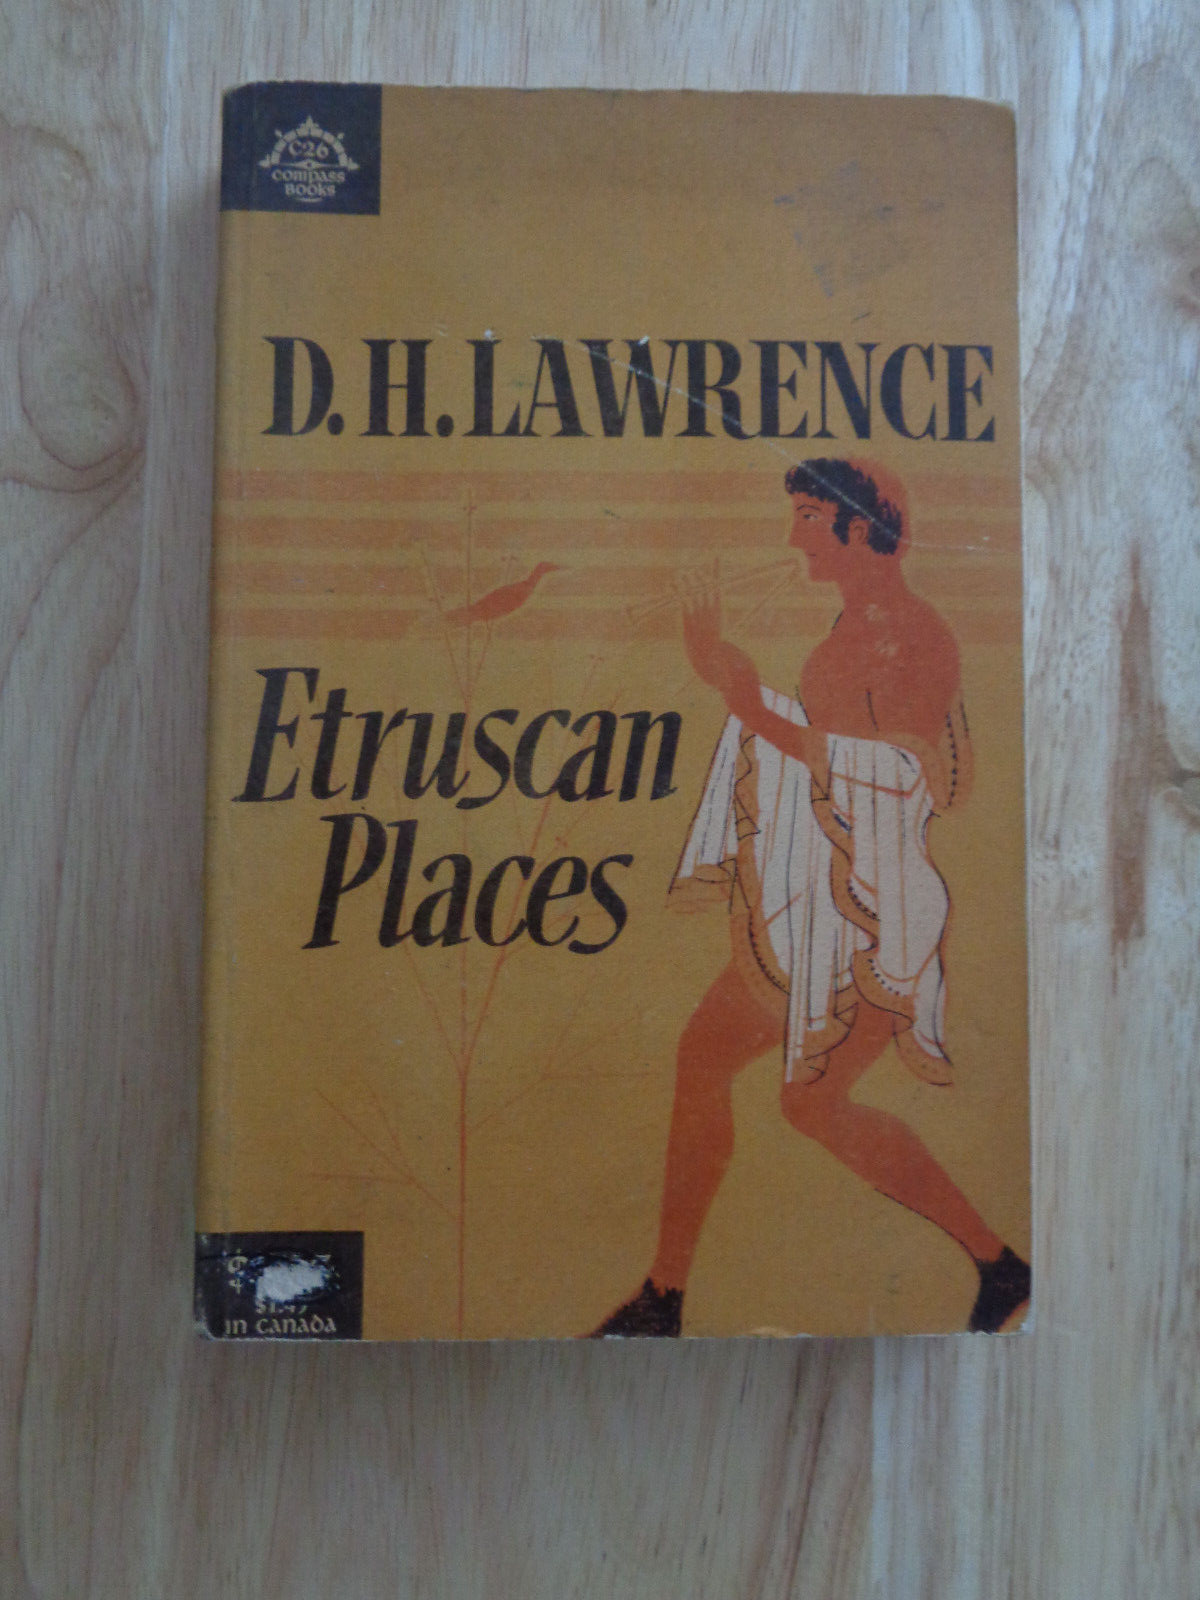 C26
COMPASS
BOOKS
D. H. LAWRENCE
Etruscan
Places
IN CANADA